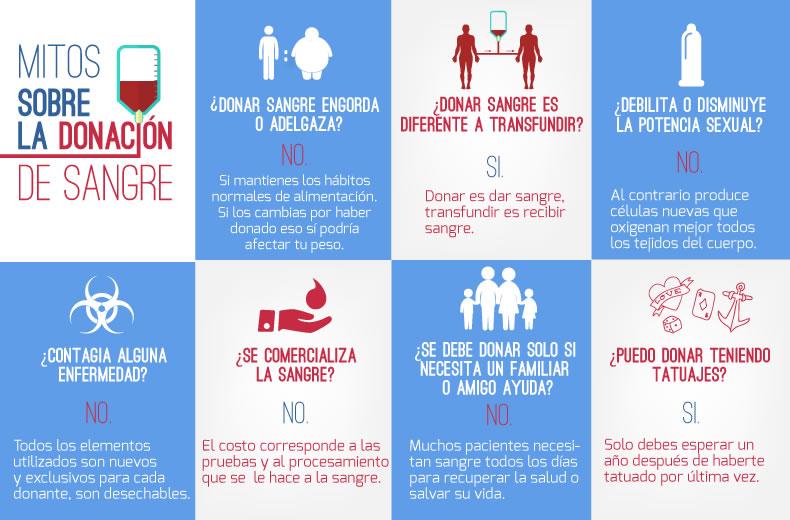 MITOS
SOBRE
LA DONACIÓN
DE SANGRE
¿DONAR SANGRE ENGORDA
O ADELGAZA?
NO.
Si mantienes los hábitos
normales de alimentación.
Si los cambias por haber
donado eso sí podría
afectar tu peso.
¿DONAR SANGRE ES
DIFERENTE A TRANSFUNDIR?
SI.
Donar es dar sangre,
transfundir es recibir
sangre.
¿DEBILITA O DISMINUYE
LA POTENCIA SEXUAL?
NO.
Al contrario produce
células nuevas que
oxigenan mejor todos
los tejidos del cuerpo.
¿CONTAGIA ALGUNA
ENFERMEDAD?
NO.
Todos los elementos
utilizados son nuevos
y exclusivos para cada
donante, son desechables.
¿SE COMERCIALIZA
LA SANGRE?
NO.
El costo corresponde a las
pruebas y al procesamiento
que se le hace a la sangre.
¿SE DEBE DONAR SOLO SI
NECESITA UN FAMILIAR
O AMIGO AYUDA?
NO.
Muchos pacientes necesi-
tan sangre todos los días
para recuperar la salud o
salvar su vida.
LOVE
A
¿PUEDO DONAR TENIENDO
TATUAJES?
SI.
Solo debes esperar un
año después de haberte
tatuado por última vez.